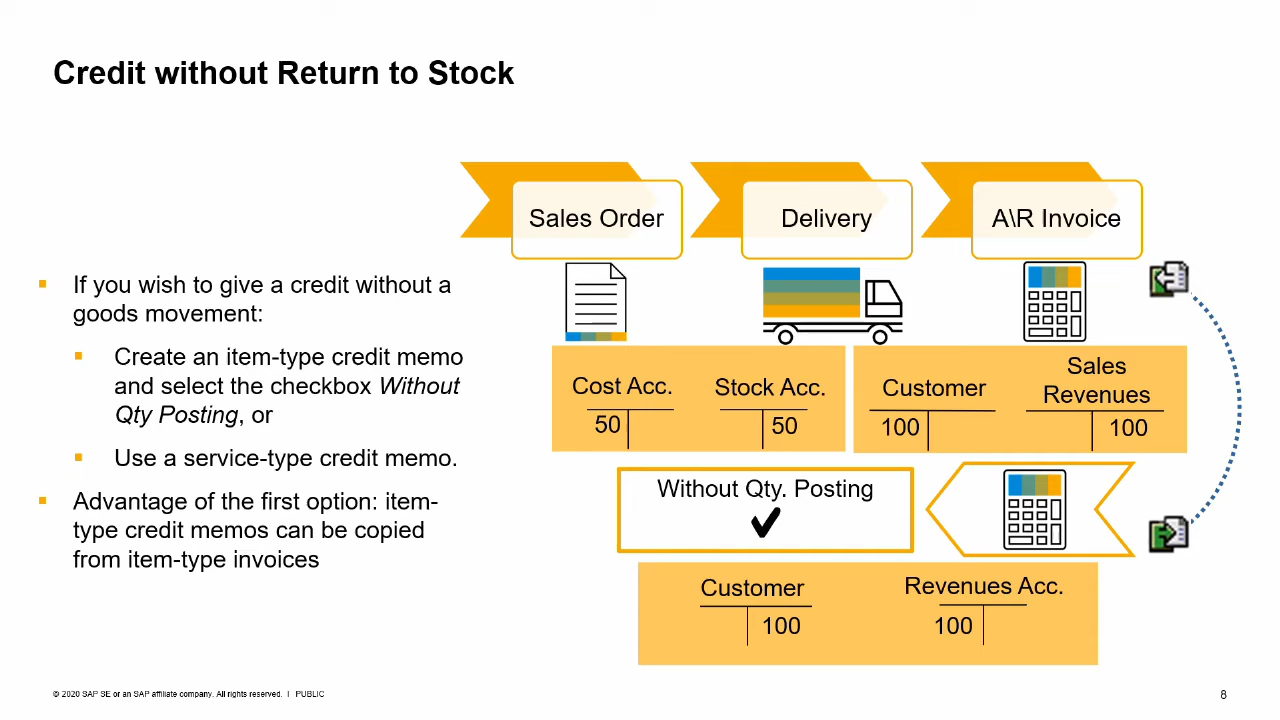 Credit without Return to Stock
Sales Order
Delivery
A\R Invoice
If you wish to give a credit without a
goods movement:
Create an item-type credit memo
and select the checkbox Without
Qty Posting, or
Use a service-type credit memo.
Advantage of the first option: item-
type credit memos can be copied
from item-type invoices
Cost Acc.
50
Stock Acc.
50
Customer
100
Sales
Revenues
100
Without Qty. Posting
Customer
100
Revenues Acc.
100
© 2020 SAP SE or an SAP affiliate company. All rights reserved. ǀ PUBLIC
8